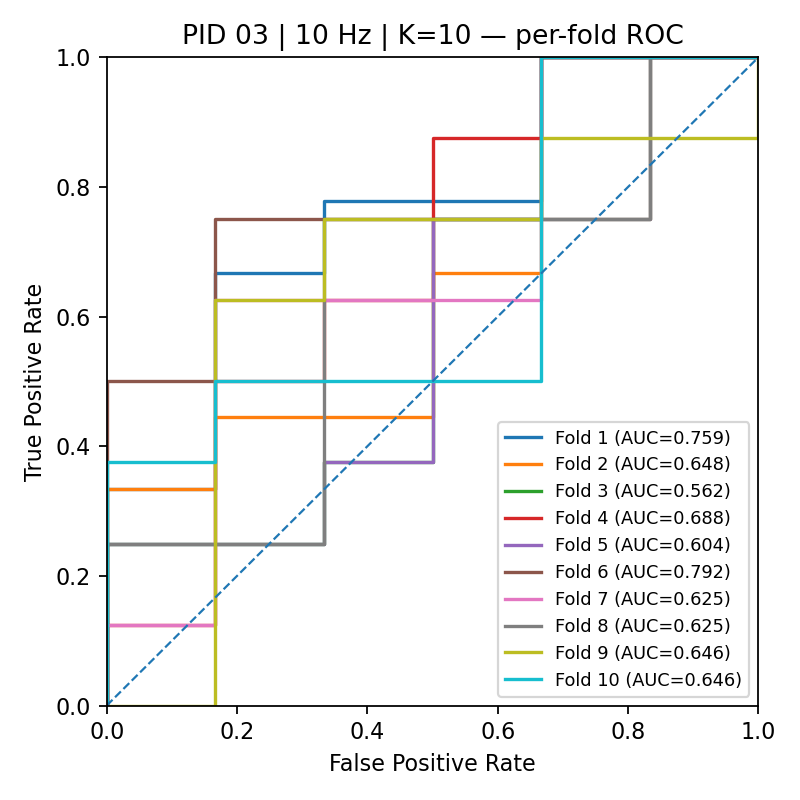 PID 03 | 10 Hz | K=10 — per-fold ROC
1.0
0.8
0.6
0.4
0.2
0.0
True Positive Rate
Fold 1 (AUC=0.759)
Fold 2 (AUC=0.648)
Fold 3 (AUC=0.562)
Fold 4 (AUC=0.688)
Fold 5 (AUC=0.604)
Fold 6 (AUC=0.792)
Fold 7 (AUC=0.625)
Fold 8 (AUC=0.625)
Fold 9 (AUC=0.646)
Fold 10 (AUC=0.646)
0.0 0.2 0.4 0.6 0.8 1.0
False Positive Rate